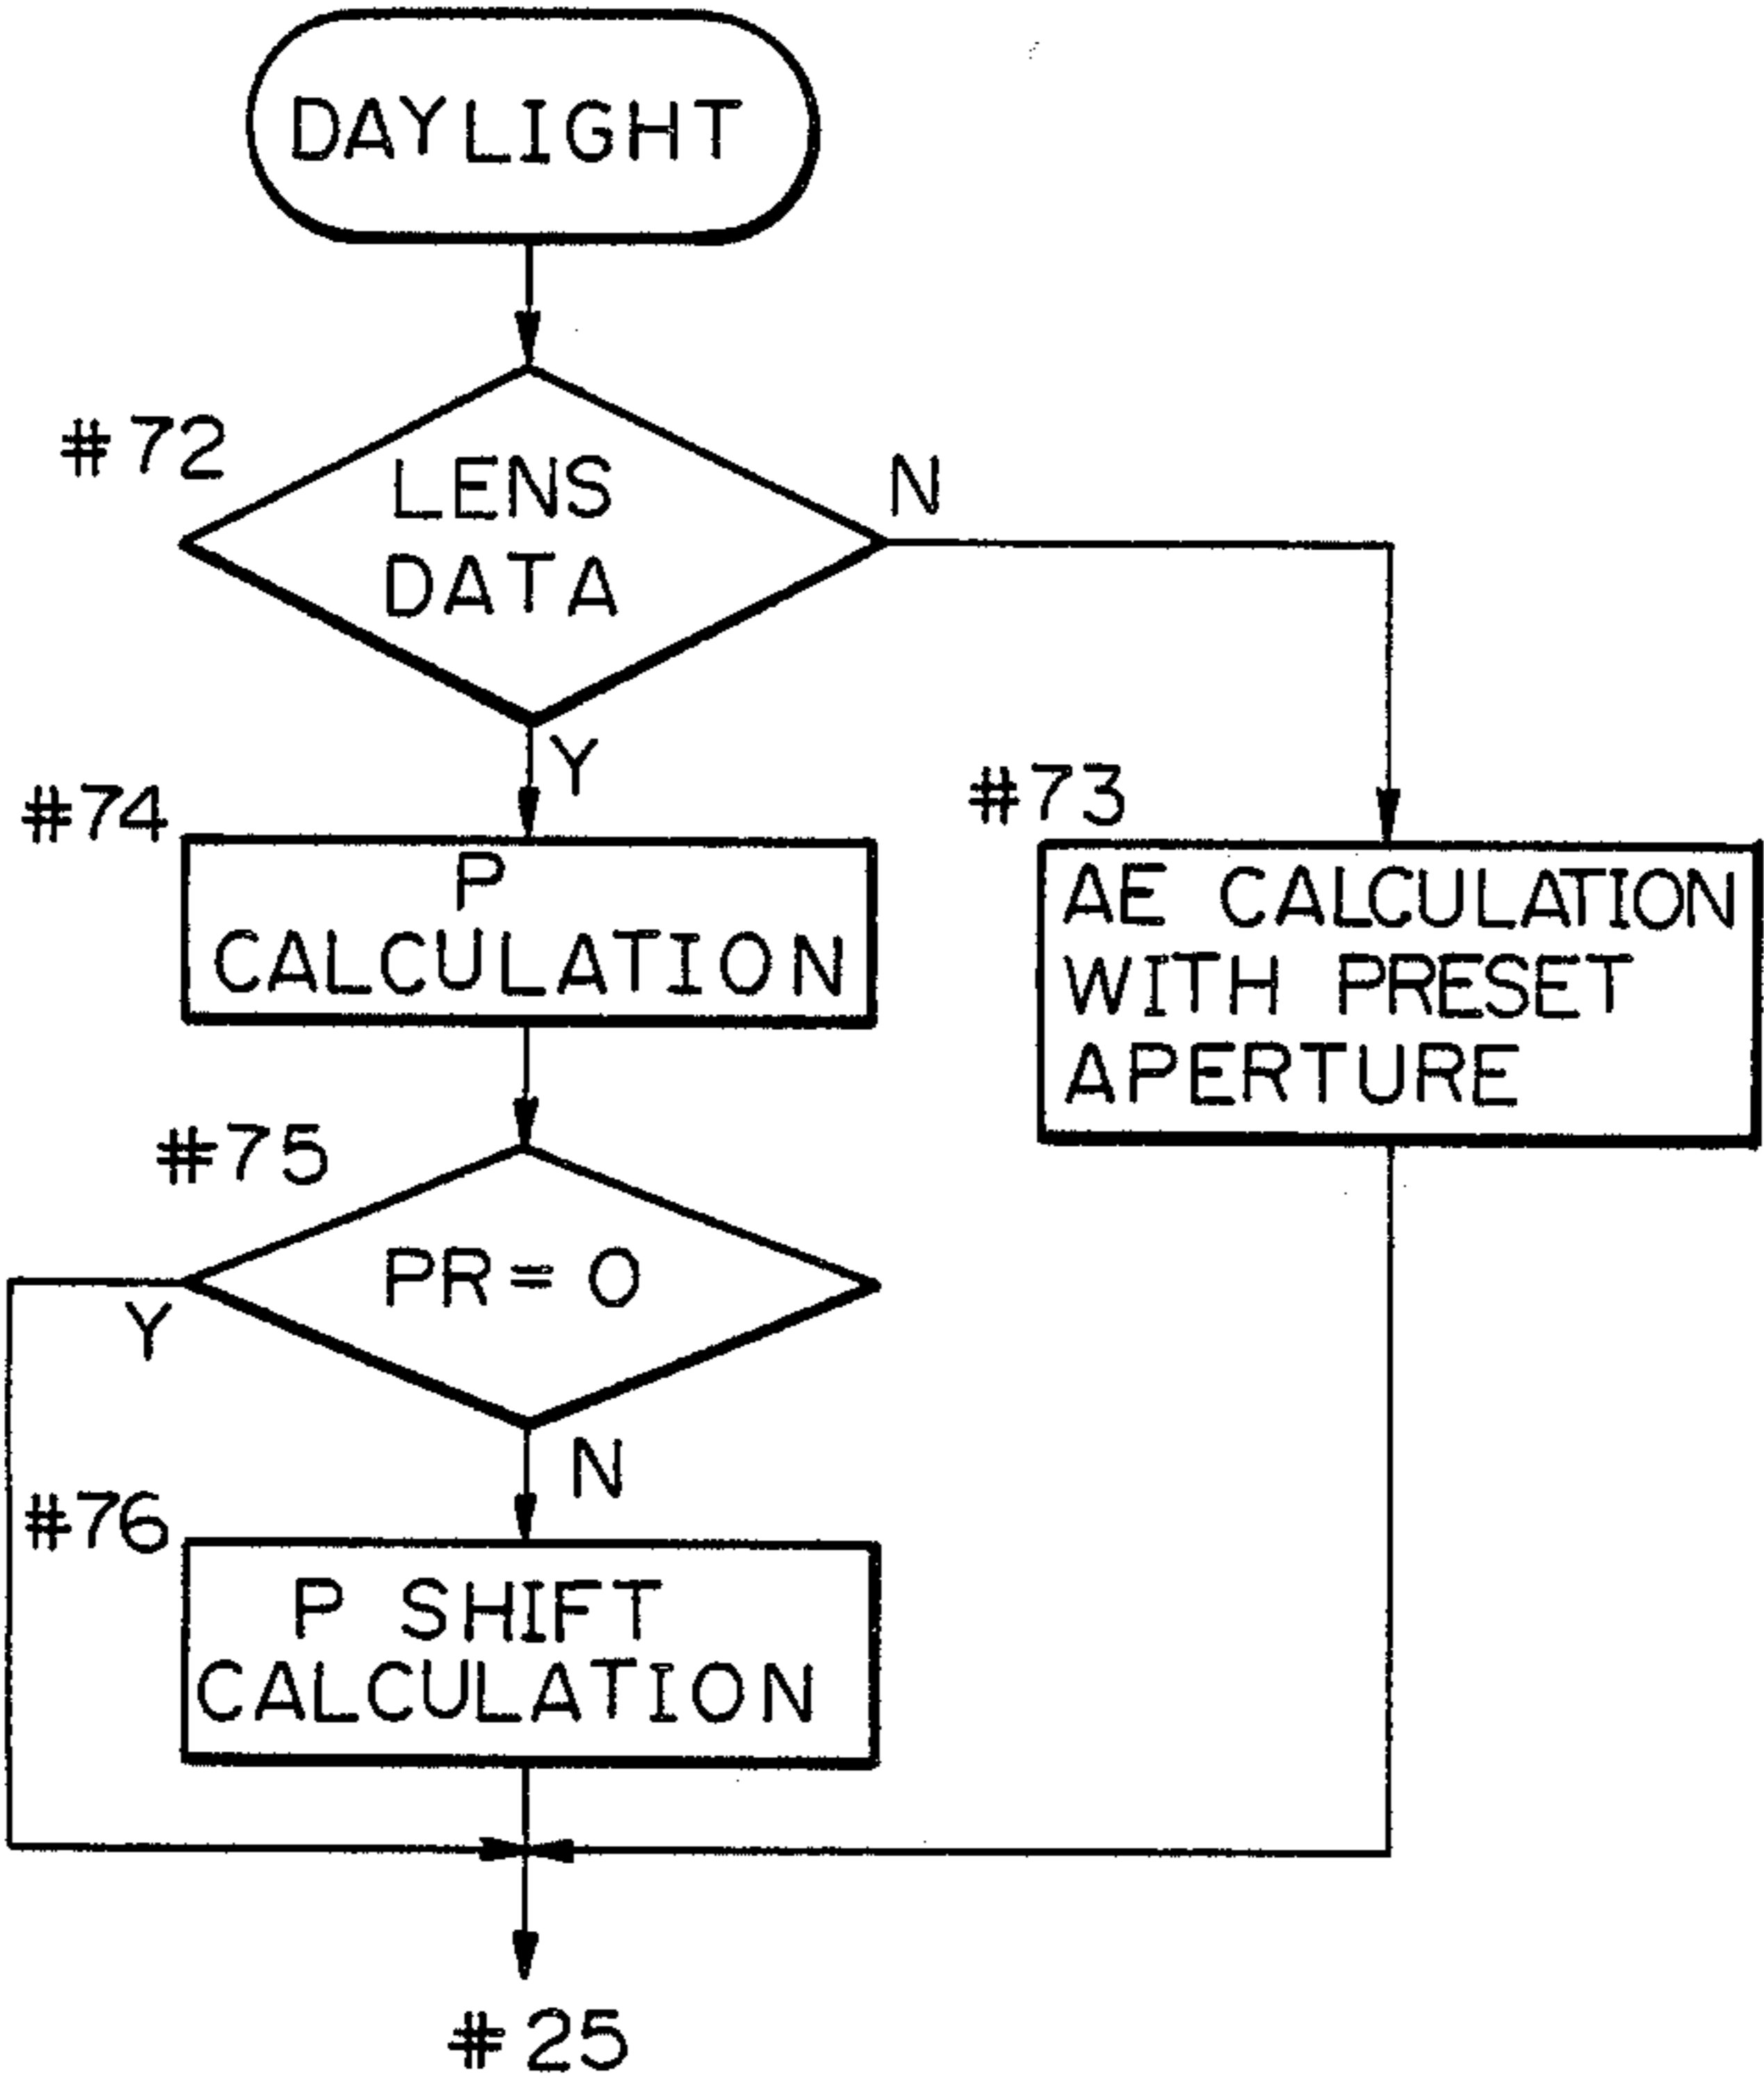 DAYLIGHT
#72
LENS
DATA
N
Y
#74
P
CALCULATION
#73
AE CALCULATION
WITH PRESET
APERTURE
#75
PR=0
Y
N
#76
P SHIFT
CALCULATION
#25